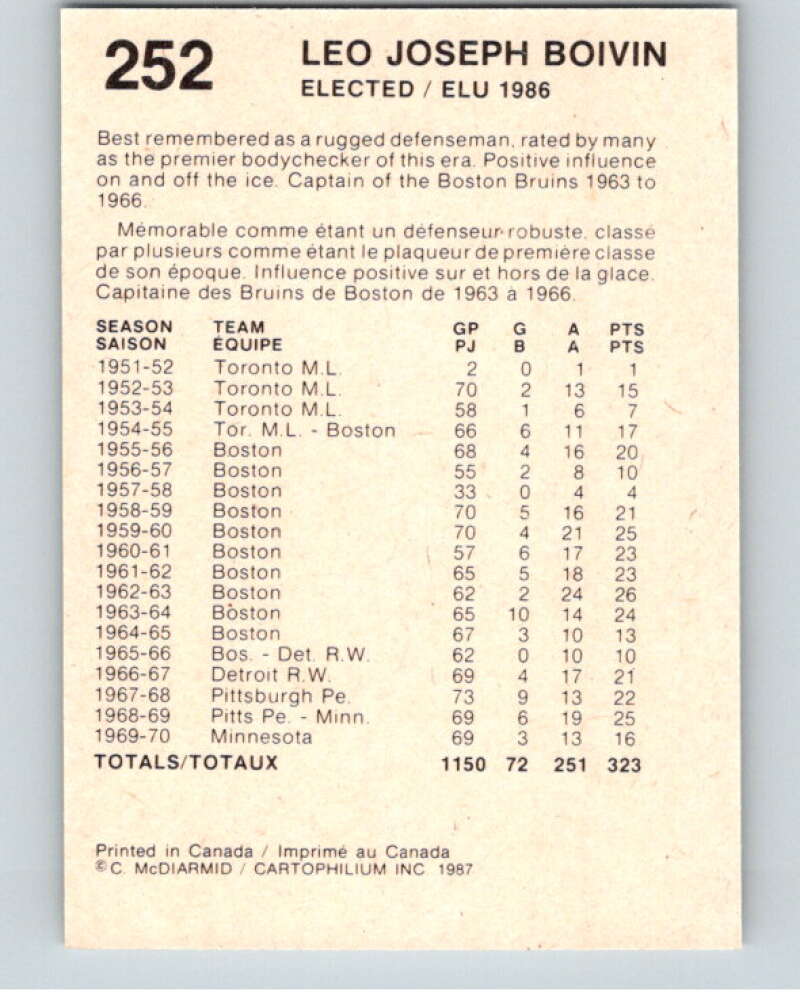 252 LEO JOSEPH BOIVIN
ELECTED / ELU 1986
Best remembered as a rugged defenseman, rated by many
as the premier bodychecker of this era. Positive influence
on and off the ice. Captain of the Boston Bruins 1963 to
1966.
Mémorable comme étant un défenseur robuste, classé
par plusieurs comme étant le plaqueur de première classe
de son époque. Influence positive sur et hors de la glace.
Capitaine des Bruins de Boston de 1963 à 1966.
SEASON TEAM GP G A PTS
SAISON ÉQUIPE PJ B A PTS
1951-52 Toronto M.L. 2 0 1 1
1952-53 Toronto M.L. 70 2 13 15
1953-54 Toronto M.L. 58 1 6 7
1954-55 Tor. M.L. - Boston 66 6 11 17
1955-56 Boston 68 4 16 20
1956-57 Boston 55 2 8 10
1957-58 Boston 33 0 4 4
1958-59 Boston 70 5 16 21
1959-60 Boston 70 4 21 25
1960-61 Boston 57 6 17 23
1961-62 Boston 65 5 18 23
1962-63 Boston 62 2 24 26
1963-64 Boston 65 10 14 24
1964-65 Boston 67 3 10 13
1965-66 Bos. - Det. R.W. 62 0 10 10
1966-67 Detroit R.W. 69 4 17 21
1967-68 Pittsburgh Pe. 73 9 13 22
1968-69 Pitts Pe. - Minn. 69 6 19 25
1969-70 Minnesota 69 3 13 16
TOTALS/TOTAUX 1150 72 251 323
Printed in Canada / Imprimé au Canada
© C. McDIARMID / CARTOPHILIUM INC 1987